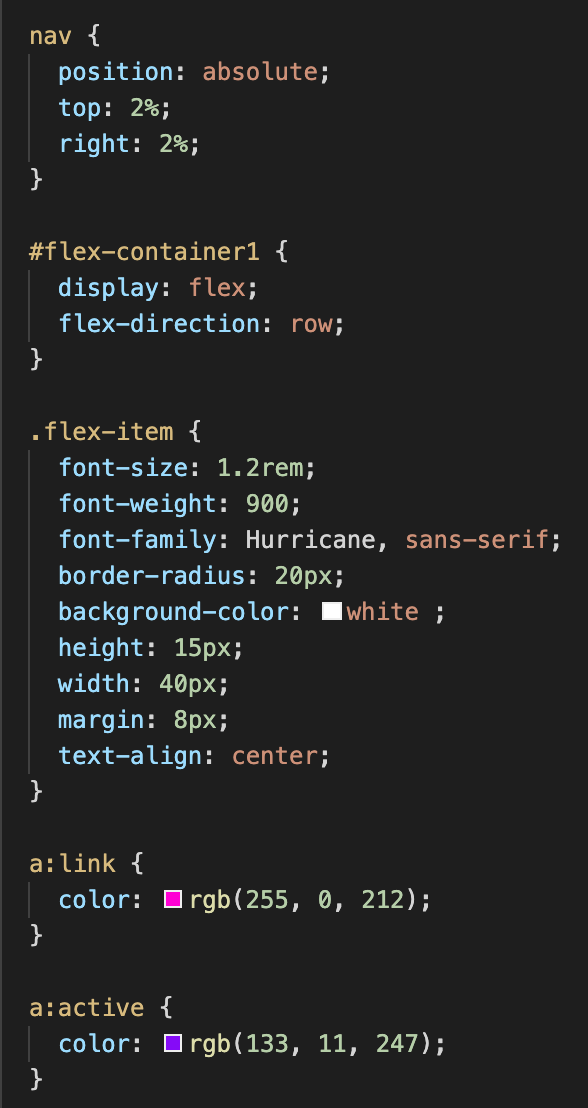 nav {
  position: absolute;
  top: 2%;
  right: 2%;
}

#flex-container1 {
  display: flex;
  flex-direction: row;
}

.flex-item {
  font-size: 1.2rem;
  font-weight: 900;
  font-family: Hurricane, sans-serif;
  border-radius: 20px;
  background-color: white ;
  height: 15px;
  width: 40px;
  margin: 8px;
  text-align: center;
}

a:link {
  color: rgb(255, 0, 212);
}

a:active {
  color: rgb(133, 11, 247);
}